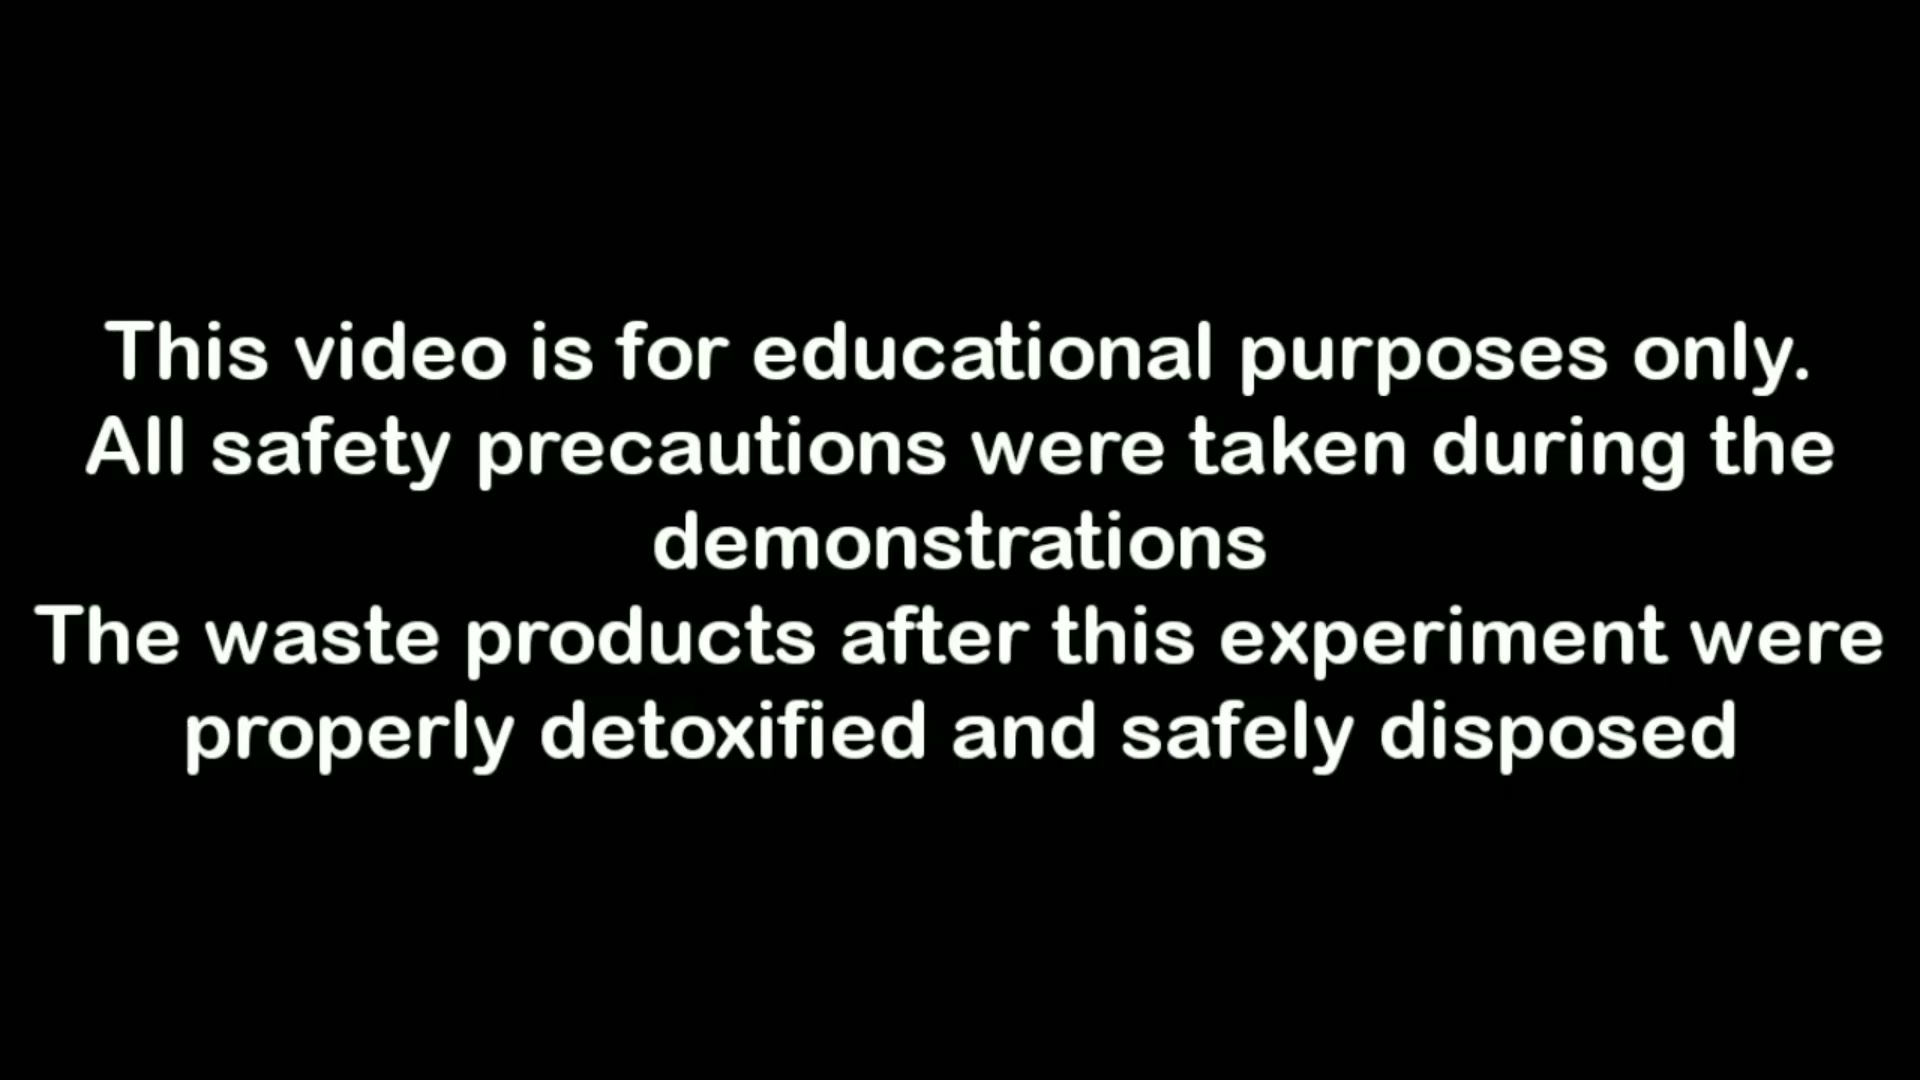 This video is for educational purposes only.
All safety precautions were taken during the
demonstrations
The waste products after this experiment were
properly detoxified and safely disposed